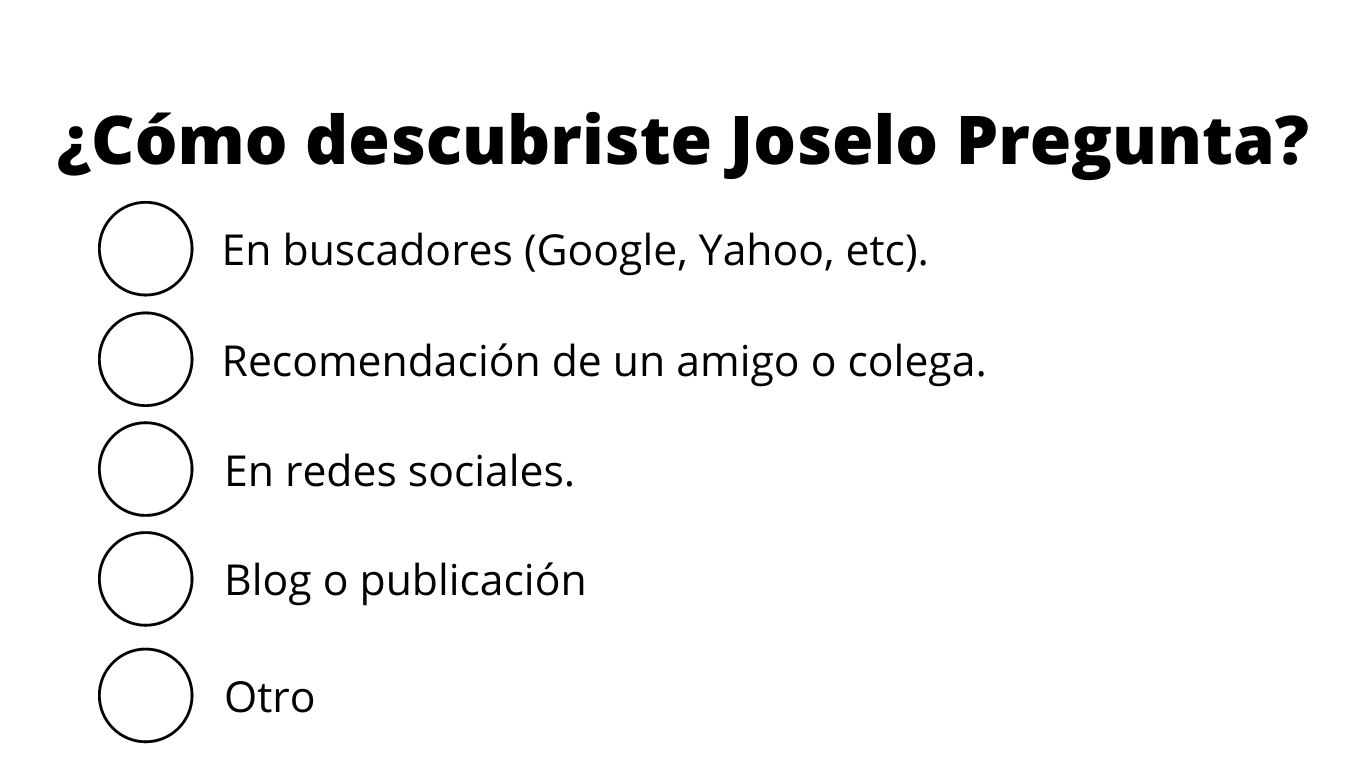 ¿Cómo descubriste Joselo Pregunta?
En buscadores (Google, Yahoo, etc).
Recomendación de un amigo o colega.
En redes sociales.
Blog o publicación
Otro